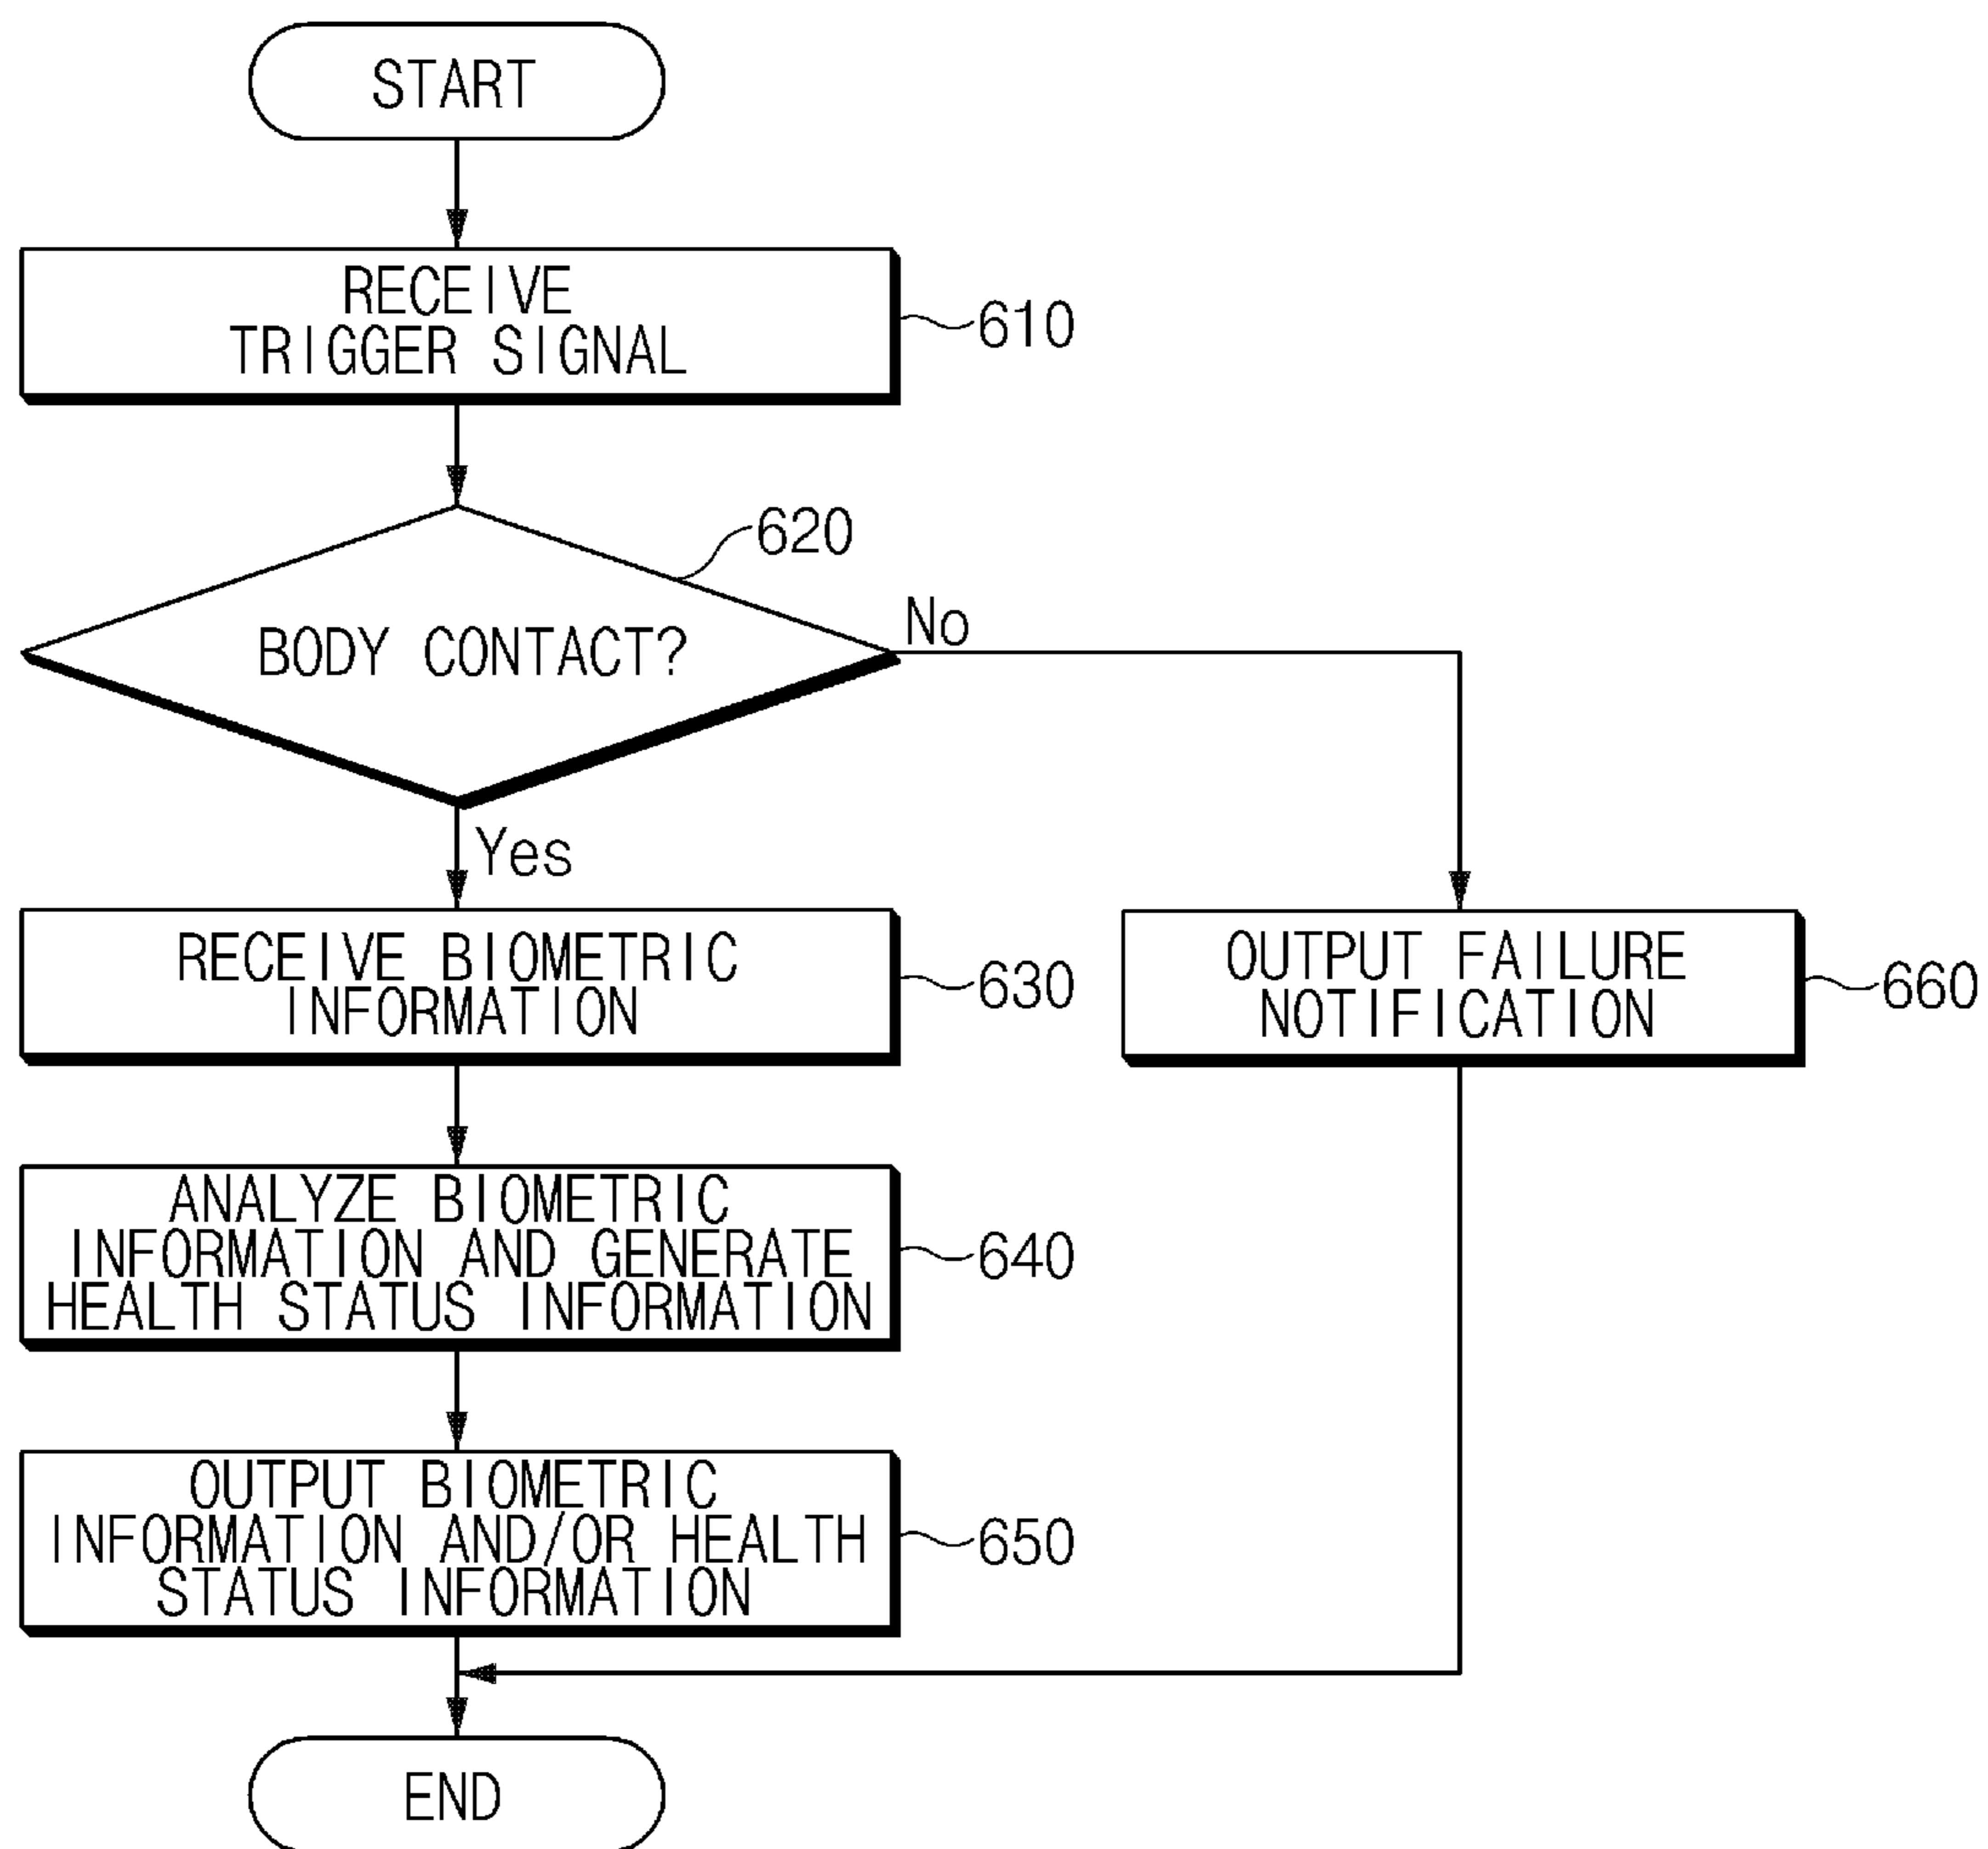 START
RECEIVE
TRIGGER SIGNAL
610
620
BODY CONTACT?
No
Yes
RECEIVE BIOMETRIC
INFORMATION
630
OUTPUT FAILURE
NOTIFICATION
660
ANALYZE BIOMETRIC
INFORMATION AND GENERATE
HEALTH STATUS INFORMATION
640
OUTPUT BIOMETRIC
INFORMATION AND/OR HEALTH
STATUS INFORMATION
650
END